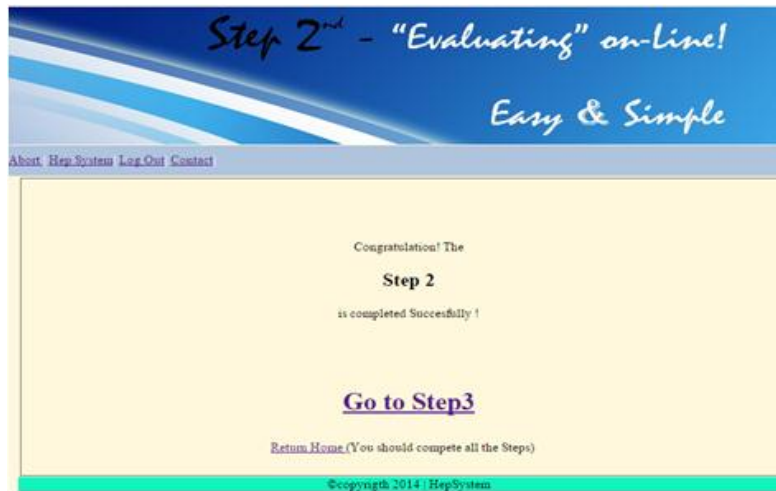 Step 2nd - "Evaluating" on-Line!
Easy & Simple
Abort Hep System Log Out Contact
Congratulation! The
Step 2
is completed Succesfully !
Go to Step3
Return Home (You should compete all the Steps)
©copyrigth 2014 | HepSystem